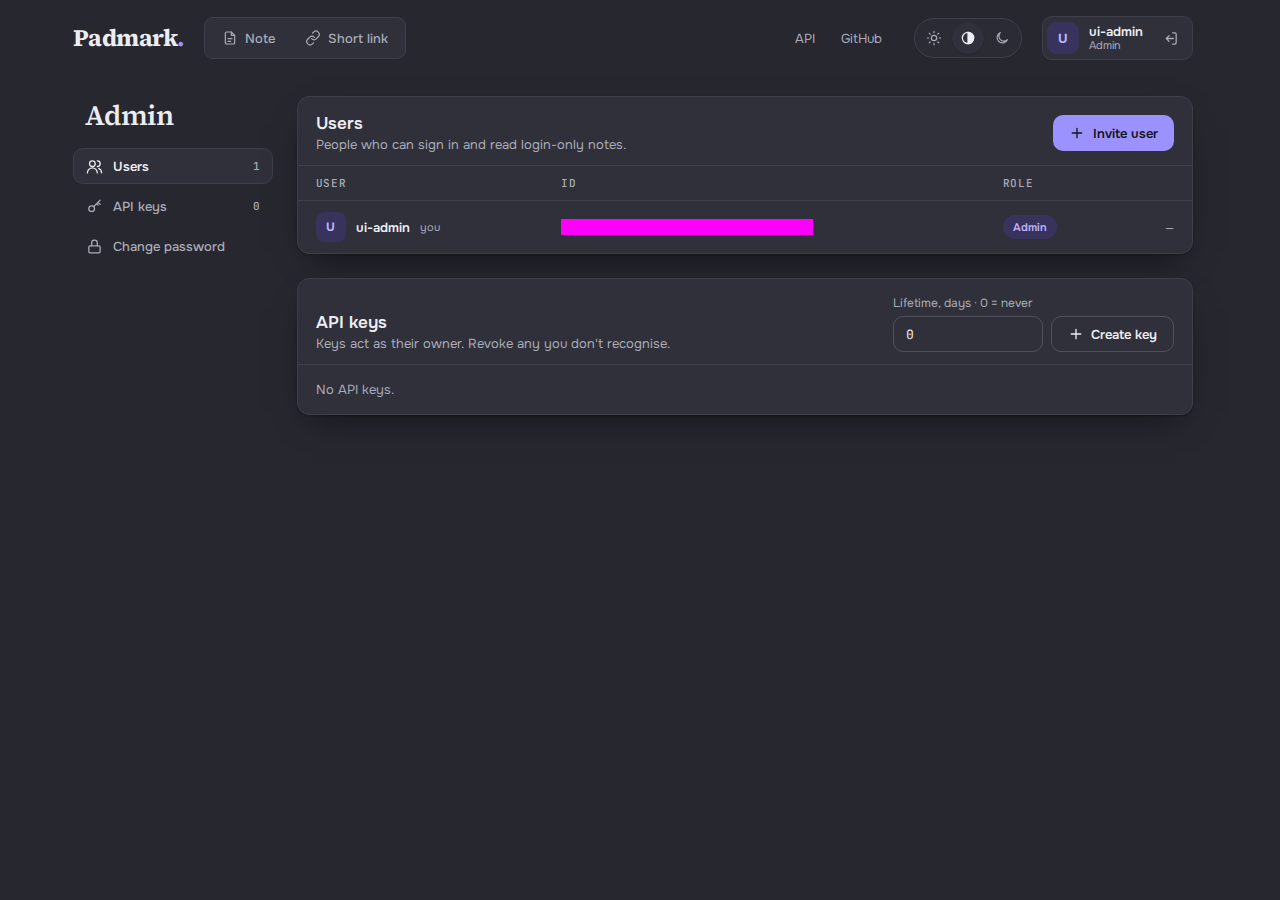 Padmark.
Note
Short link
API
GitHub
U
ui-admin
Admin
Admin
Users 1
API keys 0
Change password
Users
People who can sign in and read login-only notes.
Invite user
USER ID ROLE
U ui-admin you Admin –
API keys
Keys act as their owner. Revoke any you don't recognise.
Lifetime, days · 0 = never
0
Create key
No API keys.